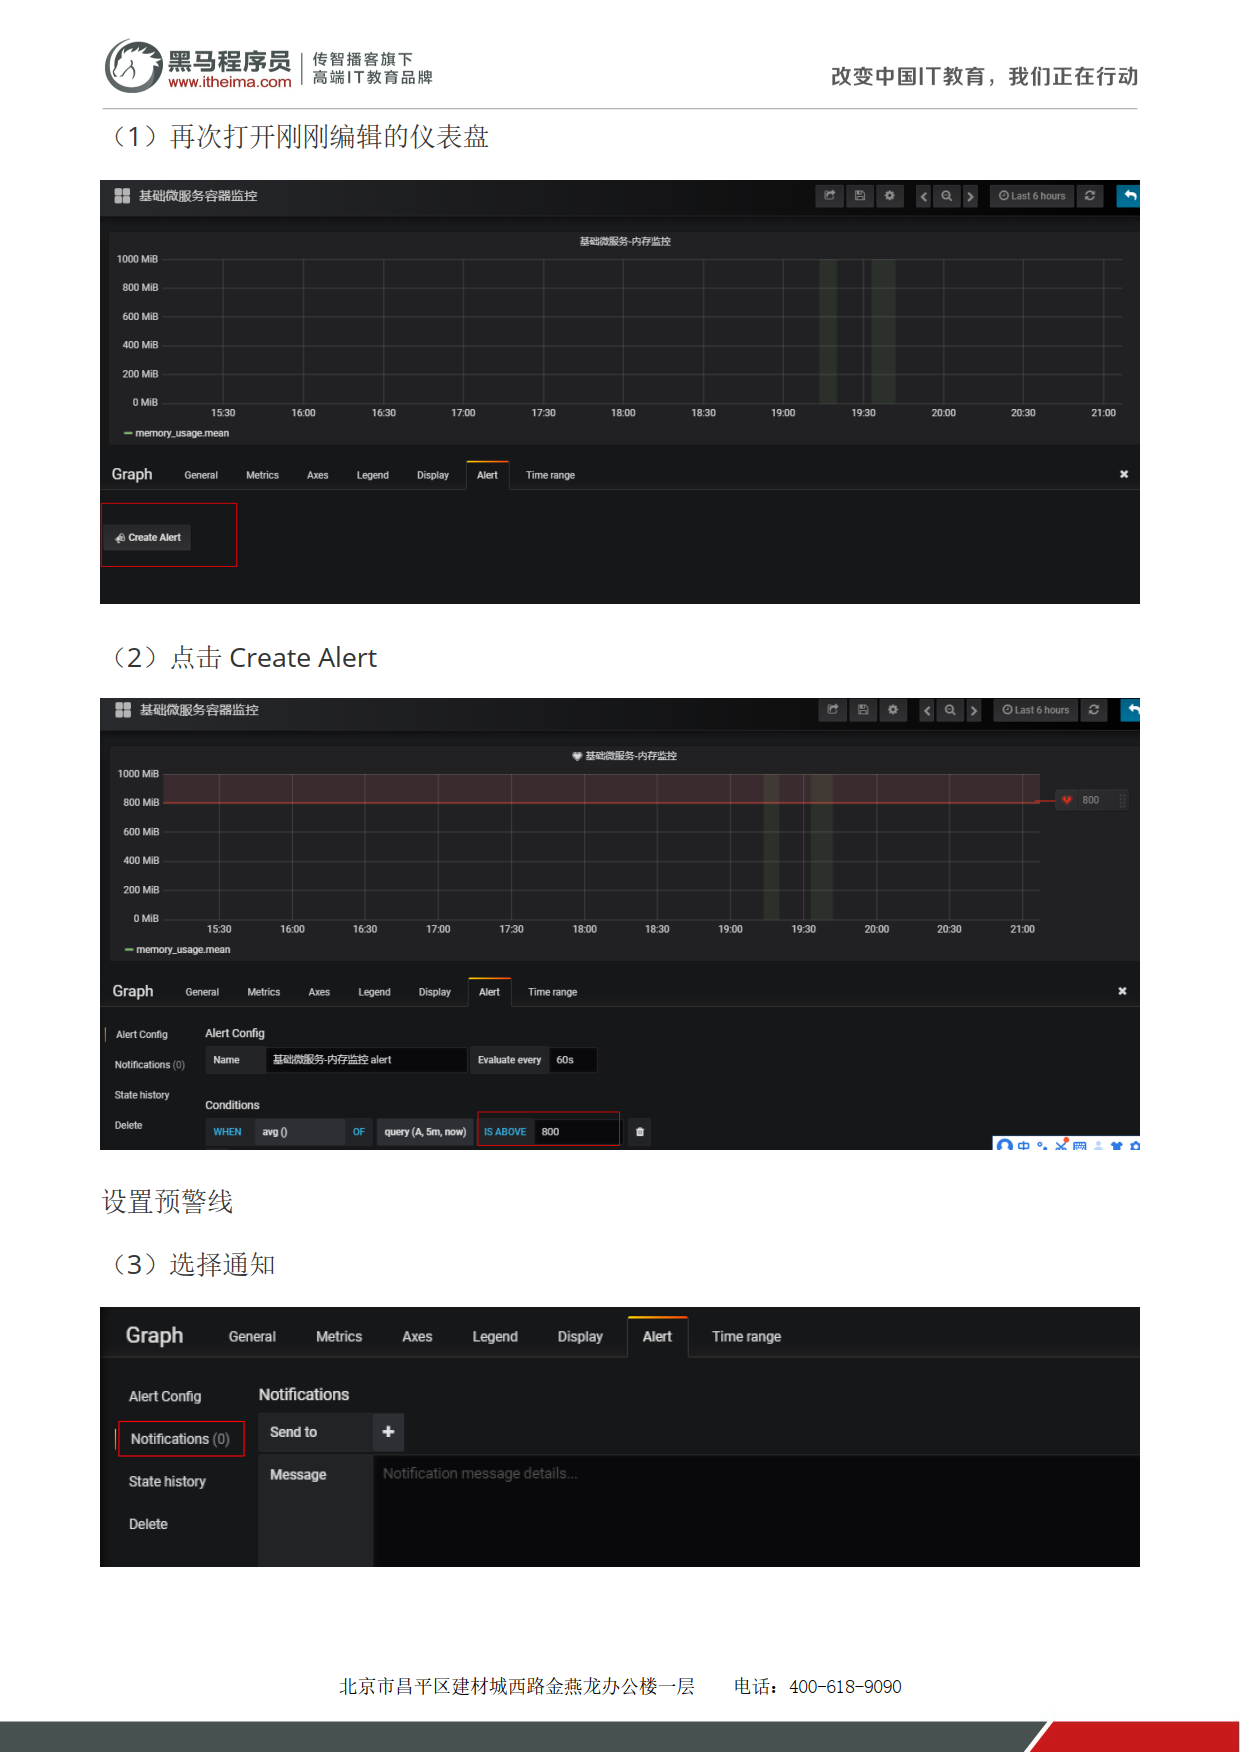 黑马程序员 传智播客旗下
www.itheima.com 高端IT教育品牌
改变中国IT教育，我们正在行动
（1）再次打开刚刚编辑的仪表盘
基础微服务容器监控 Last 6 hours
基础微服务-内存监控
1000 MiB
800 MiB
600 MiB
400 MiB
200 MiB
0 MiB
15:30 16:00 16:30 17:00 17:30 18:00 18:30 19:00 19:30 20:00 20:30 21:00
memory_usage.mean
Graph General Metrics Axes Legend Display Alert Time range
Create Alert
（2）点击 Create Alert
基础微服务容器监控 Last 6 hours
基础微服务-内存监控
1000 MiB
800 MiB 800
600 MiB
400 MiB
200 MiB
0 MiB
15:30 16:00 16:30 17:00 17:30 18:00 18:30 19:00 19:30 20:00 20:30 21:00
memory_usage.mean
Graph General Metrics Axes Legend Display Alert Time range
Alert Config Alert Config
Name 基础微服务-内存监控 alert Evaluate every 60s
Notifications (0)
State history
Conditions
Delete
WHEN avg () OF query (A, 5m, now) IS ABOVE 800
中
设置预警线
（3）选择通知
Graph General Metrics Axes Legend Display Alert Time range
Alert Config Notifications
Notifications (0) Send to
State history Message Notification message details...
Delete
北京市昌平区建材城西路金燕龙办公楼一层 电话：400-618-9090